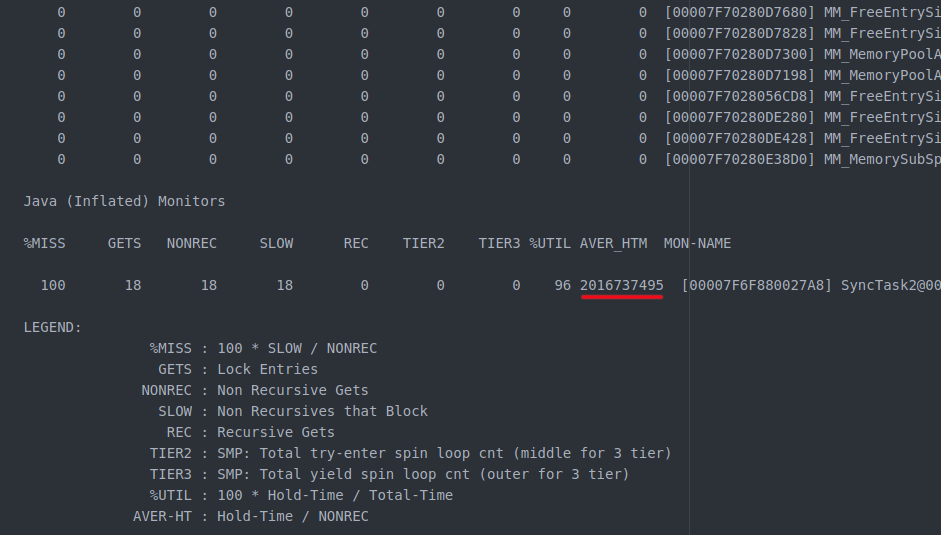 0 0 0 0 0 0 0 0 0 [00007F70280D7680] MM_FreeEntrySi
0 0 0 0 0 0 0 0 0 [00007F70280D7828] MM_FreeEntrySi
0 0 0 0 0 0 0 0 0 [00007F70280D7300] MM_MemoryPoolA
0 0 0 0 0 0 0 0 0 [00007F70280D7198] MM_MemoryPoolA
0 0 0 0 0 0 0 0 0 [00007F7028056CD8] MM_FreeEntrySi
0 0 0 0 0 0 0 0 0 [00007F70280DE280] MM_FreeEntrySi
0 0 0 0 0 0 0 0 0 [00007F70280DE428] MM_FreeEntrySi
0 0 0 0 0 0 0 0 0 [00007F70280E38D0] MM_MemorySubSp
Java (Inflated) Monitors
%MISS GETS NONREC SLOW REC TIER2 TIER3 %UTIL AVER_HTM MON-NAME
100 18 18 18 0 0 0 96 2016737495 [00007F6F880027A8] SyncTask2@00
LEGEND:
%MISS : 100 * SLOW / NONREC
GETS : Lock Entries
NONREC : Non Recursive Gets
SLOW : Non Recursives that Block
REC : Recursive Gets
TIER2 : SMP: Total try-enter spin loop cnt (middle for 3 tier)
TIER3 : SMP: Total yield spin loop cnt (outer for 3 tier)
%UTIL : 100 * Hold-Time / Total-Time
AVER-HT : Hold-Time / NONREC